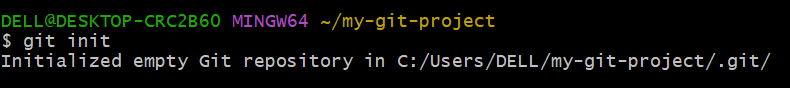 DELL@DESKTOP-CRC2B60 MINGW64 ~/my-git-project
$ git init
Initialized empty Git repository in C:/Users/DELL/my-git-project/.git/